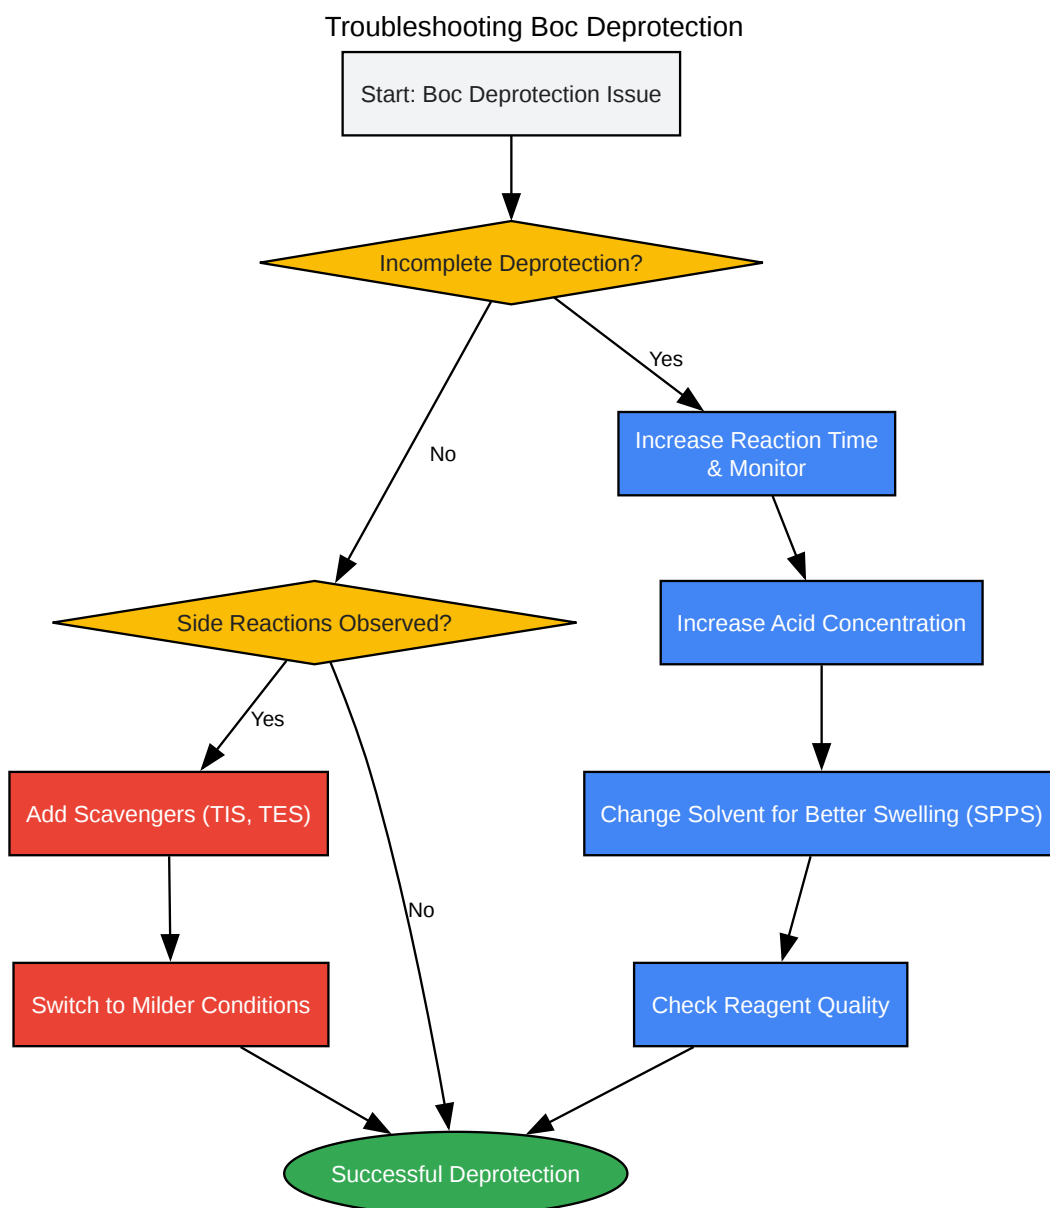 Troubleshooting Boc Deprotection
Start: Boc Deprotection Issue
Incomplete Deprotection?
Yes
Increase Reaction Time
& Monitor
No
Side Reactions Observed?
Increase Acid Concentration
Yes
Add Scavengers (TIS, TES)
Change Solvent for Better Swelling (SPPS)
No
Switch to Milder Conditions
Check Reagent Quality
Successful Deprotection